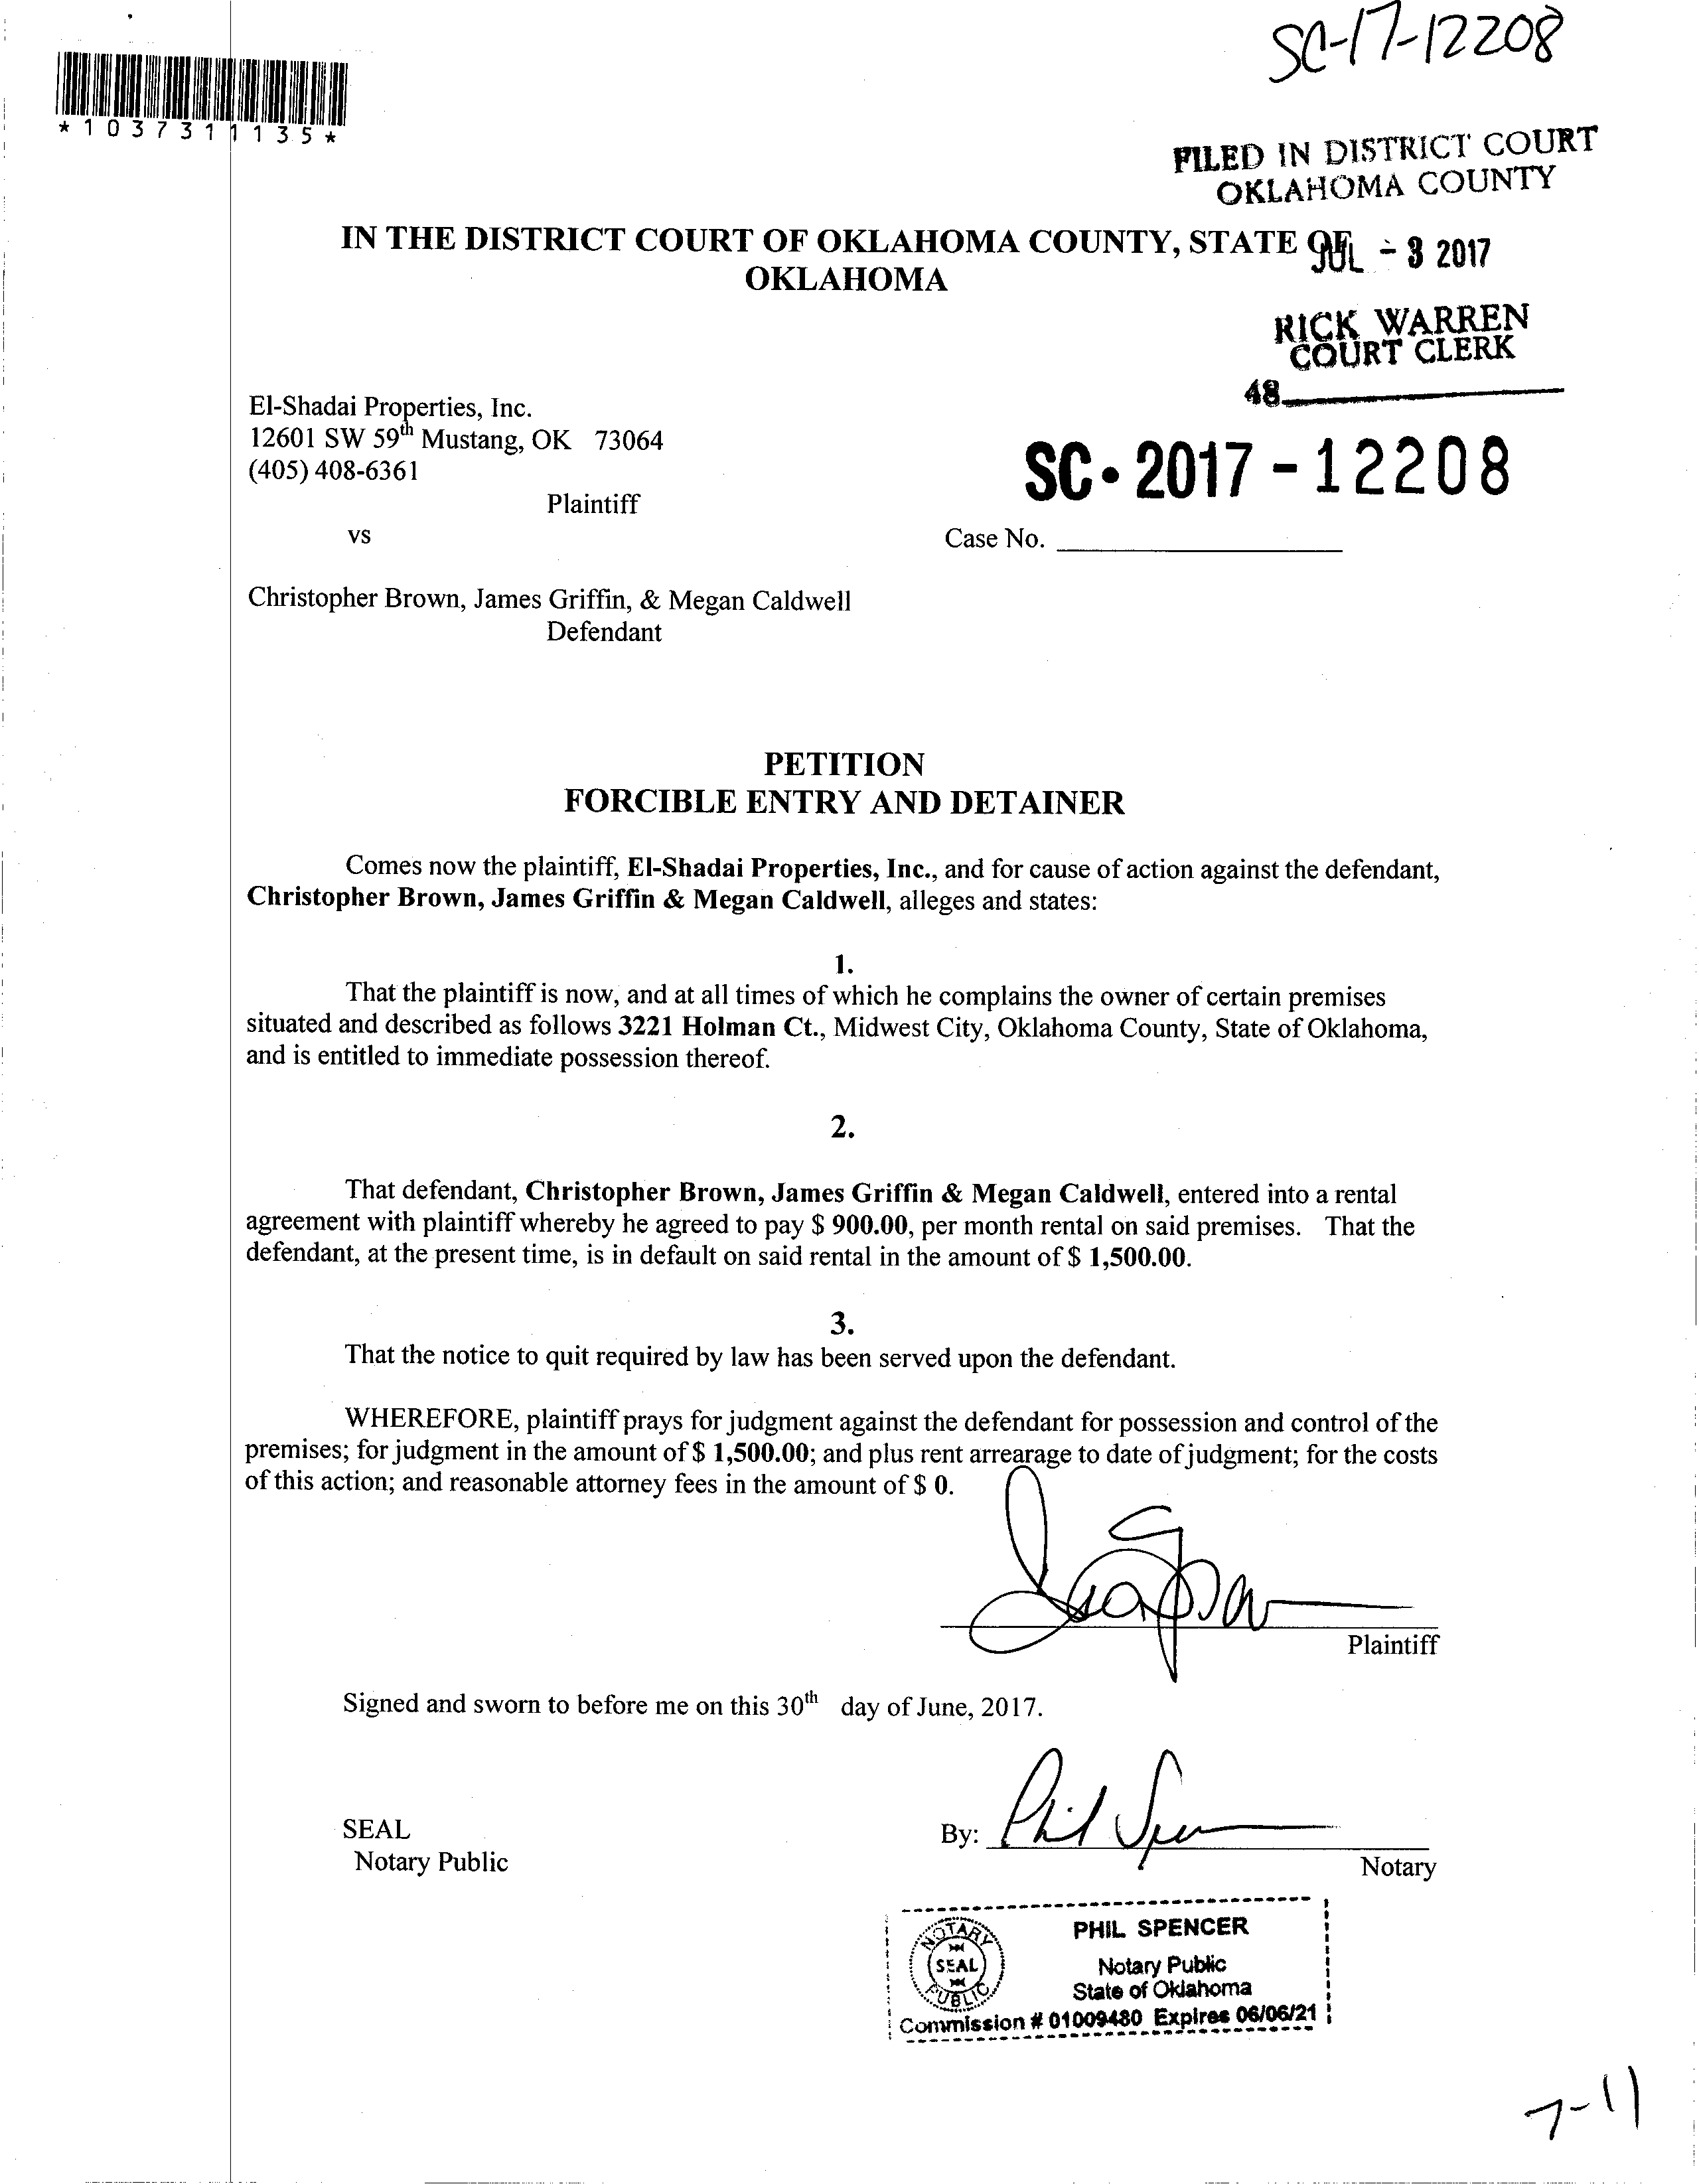 SC-17-12208
*1037311135*
FILED IN DISTRICT COURT
OKLAHOMA COUNTY
IN THE DISTRICT COURT OF OKLAHOMA COUNTY, STATE OF
JUL - 3 2017
OKLAHOMA
RICK WARREN
COURT CLERK
48
El-Shadai Properties, Inc.
12601 SW 59th Mustang, OK 73064
(405) 408-6361
SC-2017-12208
Plaintiff
vs
Case No.
Christopher Brown, James Griffin, & Megan Caldwell
Defendant
PETITION
FORCIBLE ENTRY AND DETAINER
Comes now the plaintiff, El-Shadai Properties, Inc., and for cause of action against the defendant,
Christopher Brown, James Griffin & Megan Caldwell, alleges and states:
1.
That the plaintiff is now, and at all times of which he complains the owner of certain premises
situated and described as follows 3221 Holman Ct., Midwest City, Oklahoma County, State of Oklahoma,
and is entitled to immediate possession thereof.
2.
That defendant, Christopher Brown, James Griffin & Megan Caldwell, entered into a rental
agreement with plaintiff whereby he agreed to pay $ 900.00, per month rental on said premises. That the
defendant, at the present time, is in default on said rental in the amount of $ 1,500.00.
3.
That the notice to quit required by law has been served upon the defendant.
WHEREFORE, plaintiff prays for judgment against the defendant for possession and control of the
premises; for judgment in the amount of $ 1,500.00; and plus rent arrearage to date of judgment; for the costs
of this action; and reasonable attorney fees in the amount of $ 0.
Plaintiff
Signed and sworn to before me on this 30th day of June, 2017.
SEAL
By: Phil Spencer
Notary Public
Notary
NOTARY
SEAL
PUBLIC
PHIL SPENCER
Notary Public
State of Oklahoma
Commission # 01009480 Expires 06/06/21
7-11